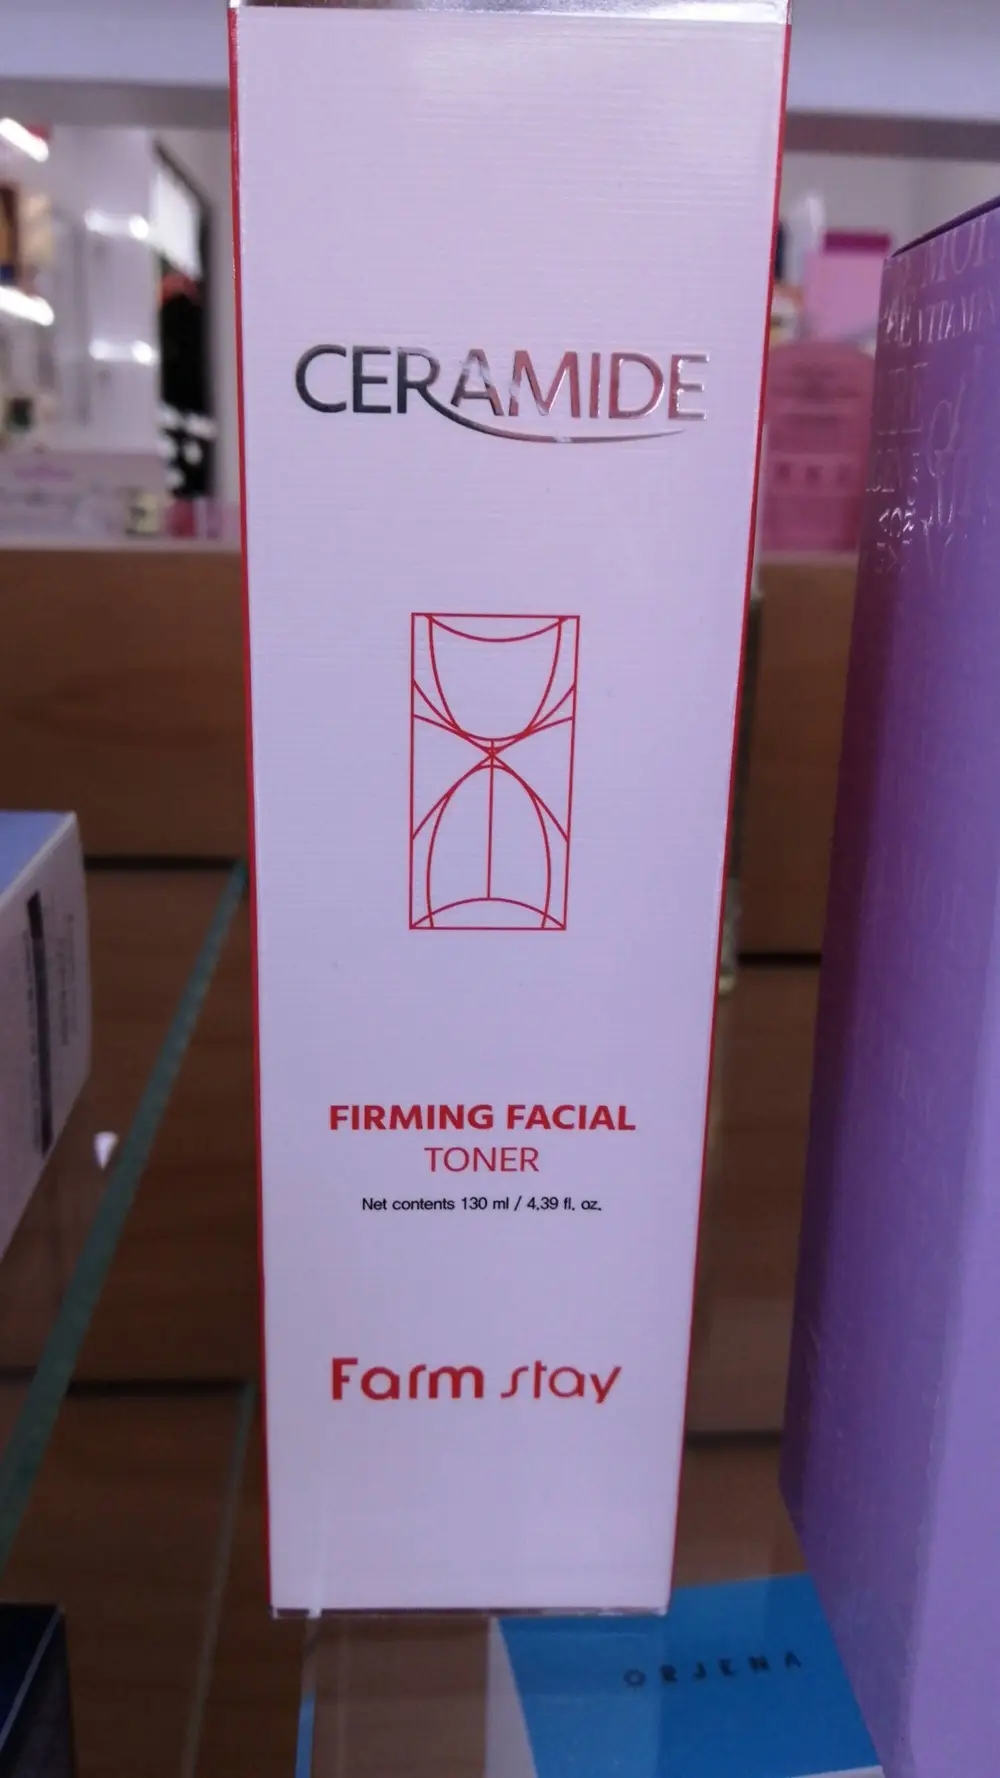 CERAMIDE
FIRMING FACIAL
TONER
Net contents 130 ml / 4.39 fl. oz.
Farm stay
ORJENA